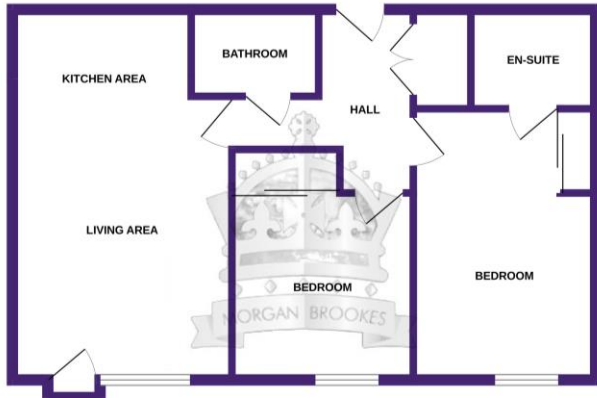 BATHROOM
EN-SUITE
KITCHEN AREA
HALL
LIVING AREA
BEDROOM
BEDROOM
MORGAN BROOKES